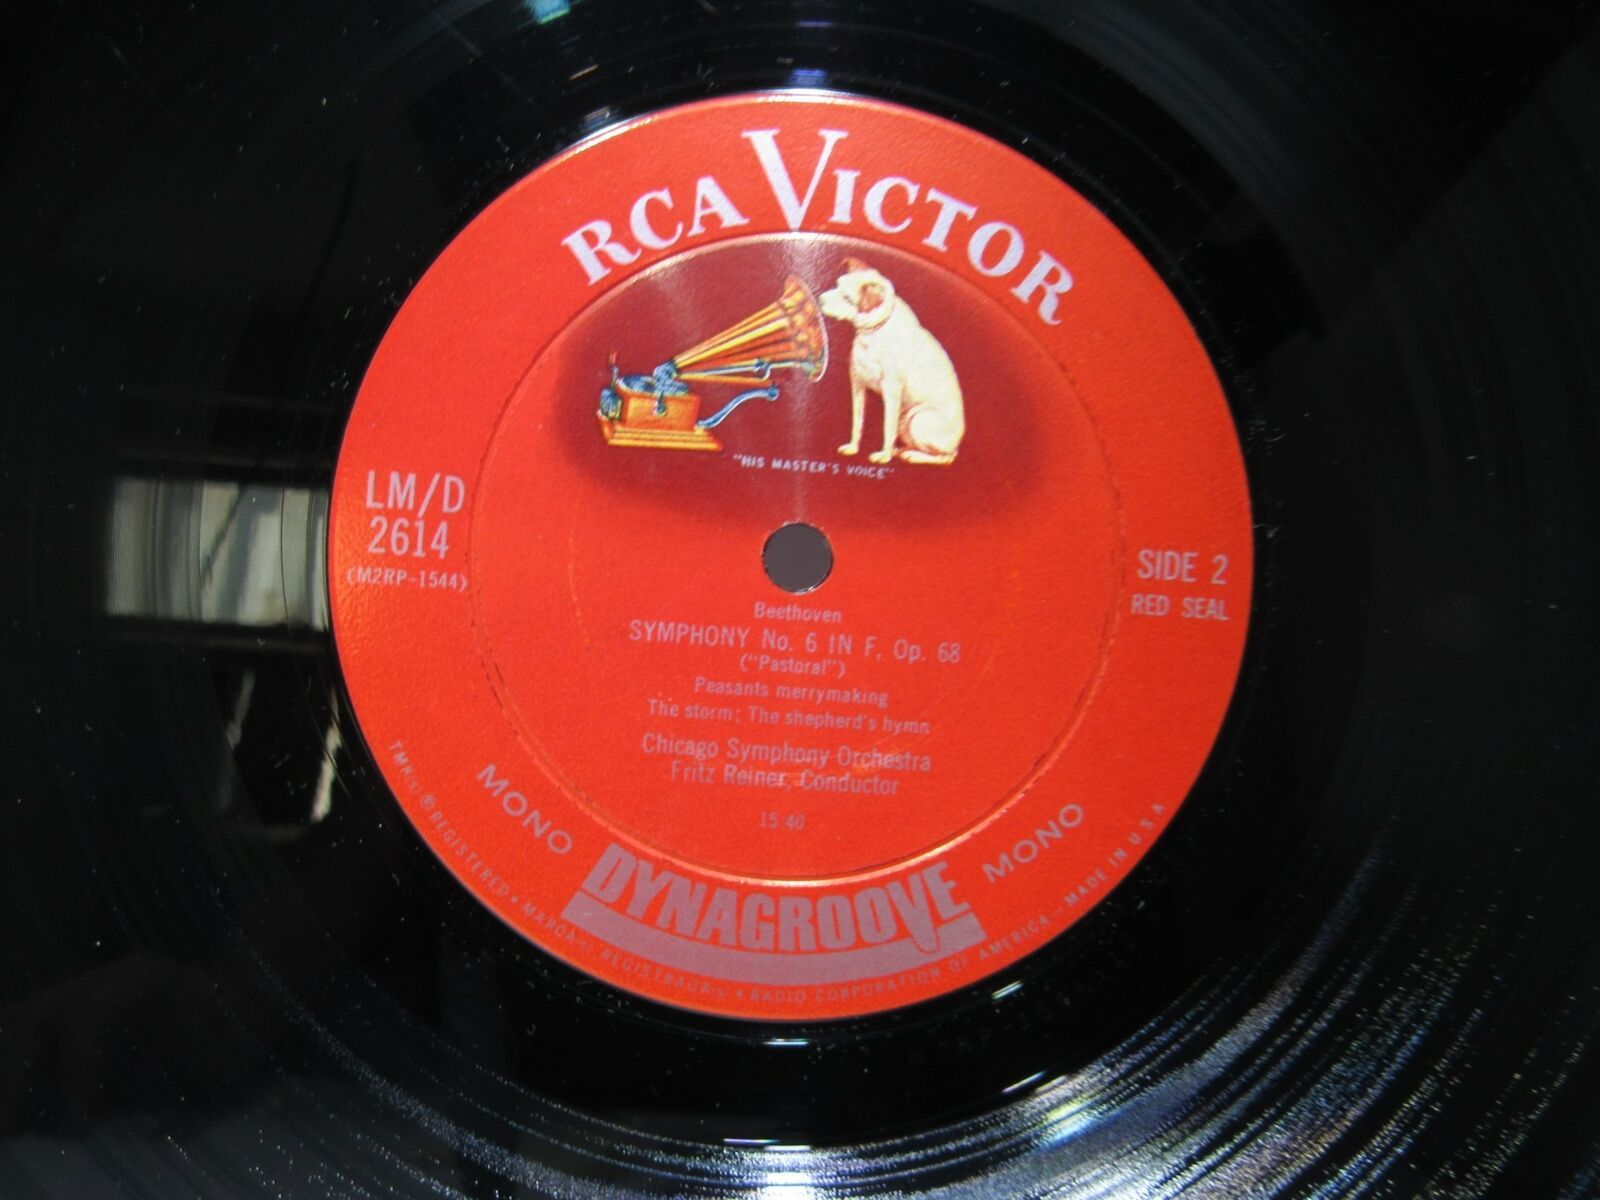 RCA VICTOR
"HIS MASTER'S VOICE"
LM/D
2614
(M2RP-1544)
SIDE 2
RED SEAL
Beethoven
SYMPHONY No. 6 IN F, Op. 68
("Pastoral")
Peasants merrymaking
The storm; The shepherd's hymn
Chicago Symphony Orchestra
Fritz Reiner, Conductor
15:40
MONO
DYNAGROOVE
MONO
TMK(s) ® REGISTERED • MARCA(s) REGISTRADA(s) • RADIO CORPORATION OF AMERICA – MADE IN U.S.A.